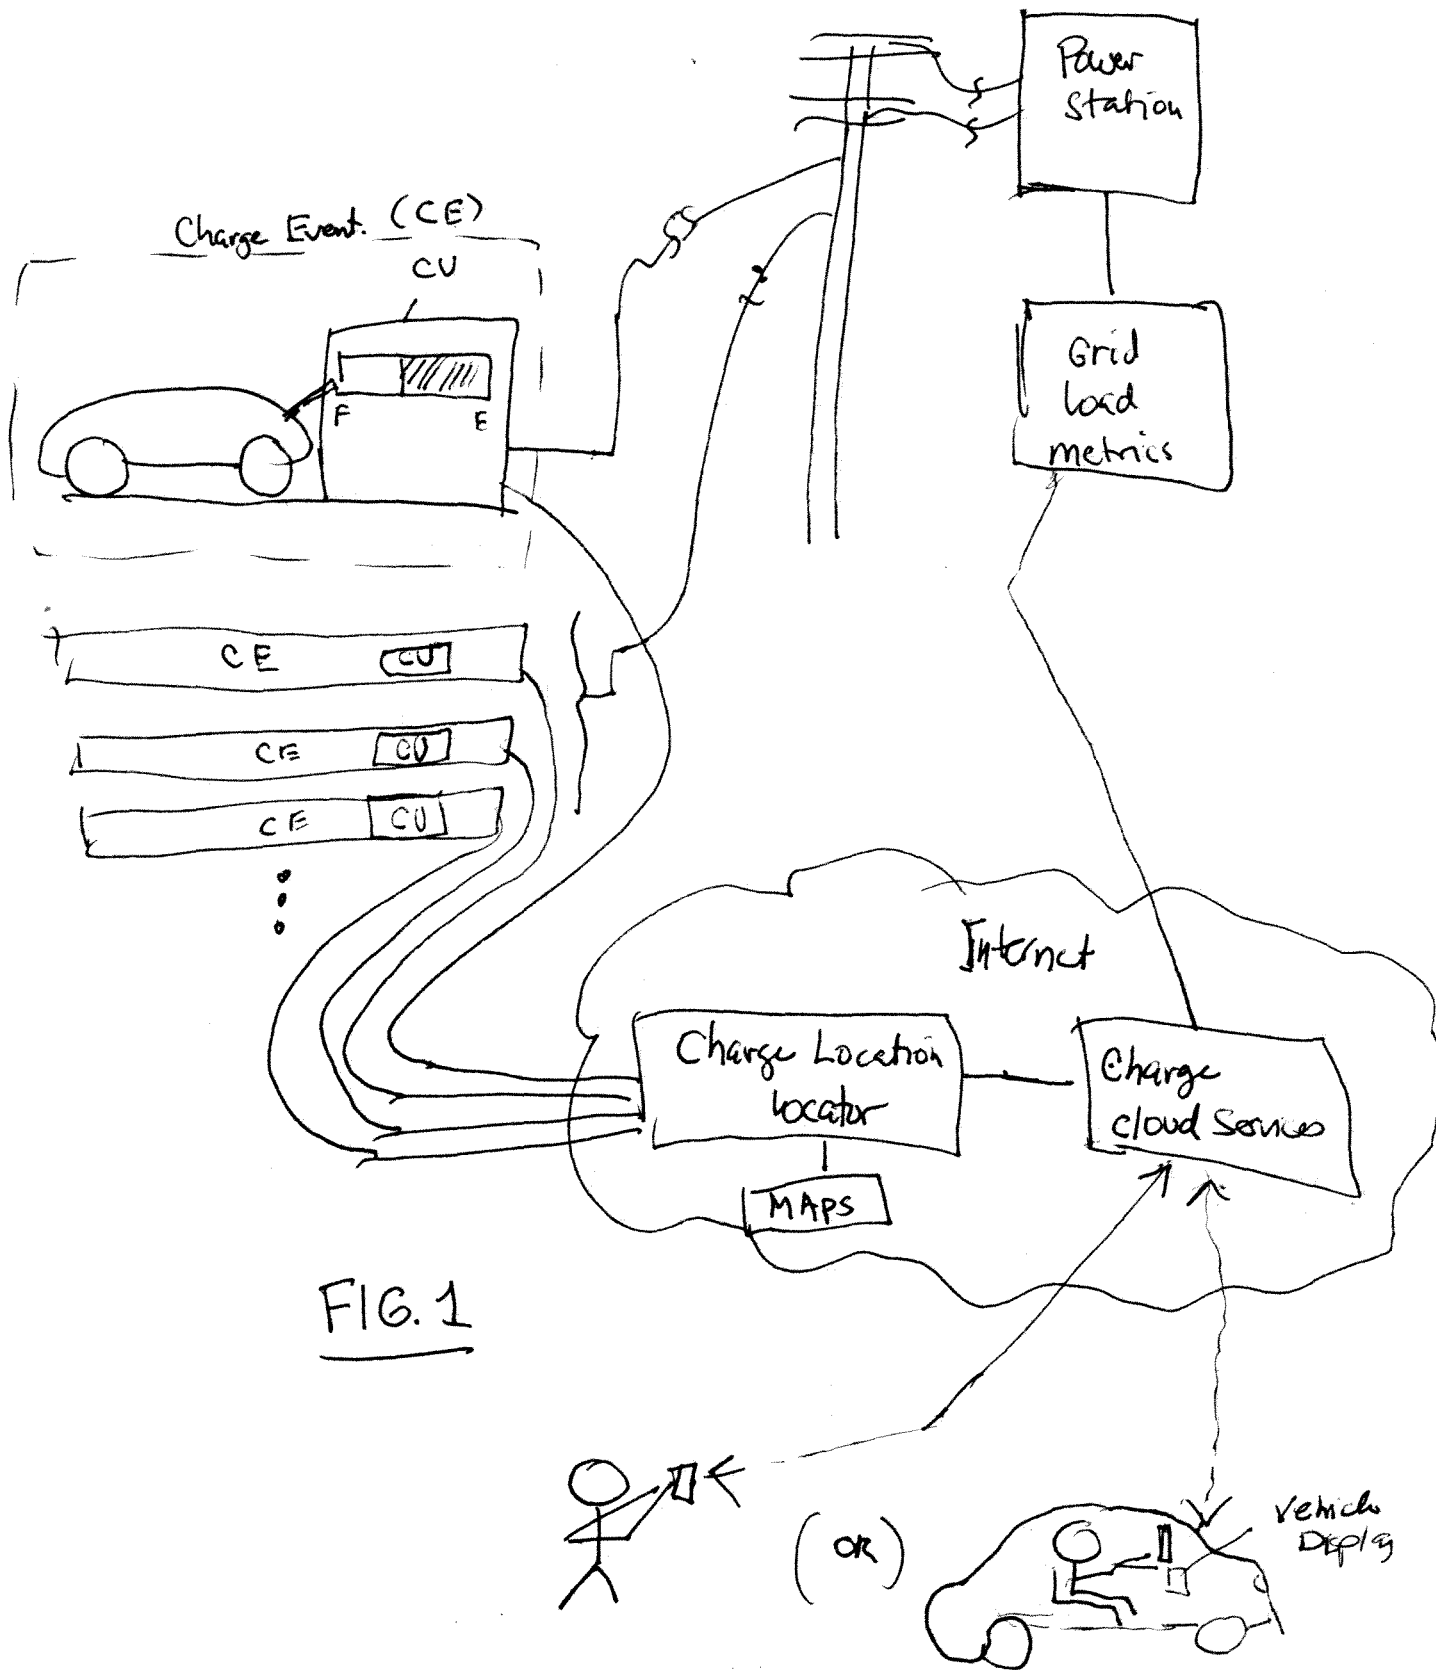 Power
Station
Charge Event. (CE)
CU
Grid
Load
metrics
F E
CE CU
CE CU
CE CU
Internet
Charge Location
Locator
Charge
Cloud Services
MAPS
FIG. 1
(OR)
Vehicle
Display